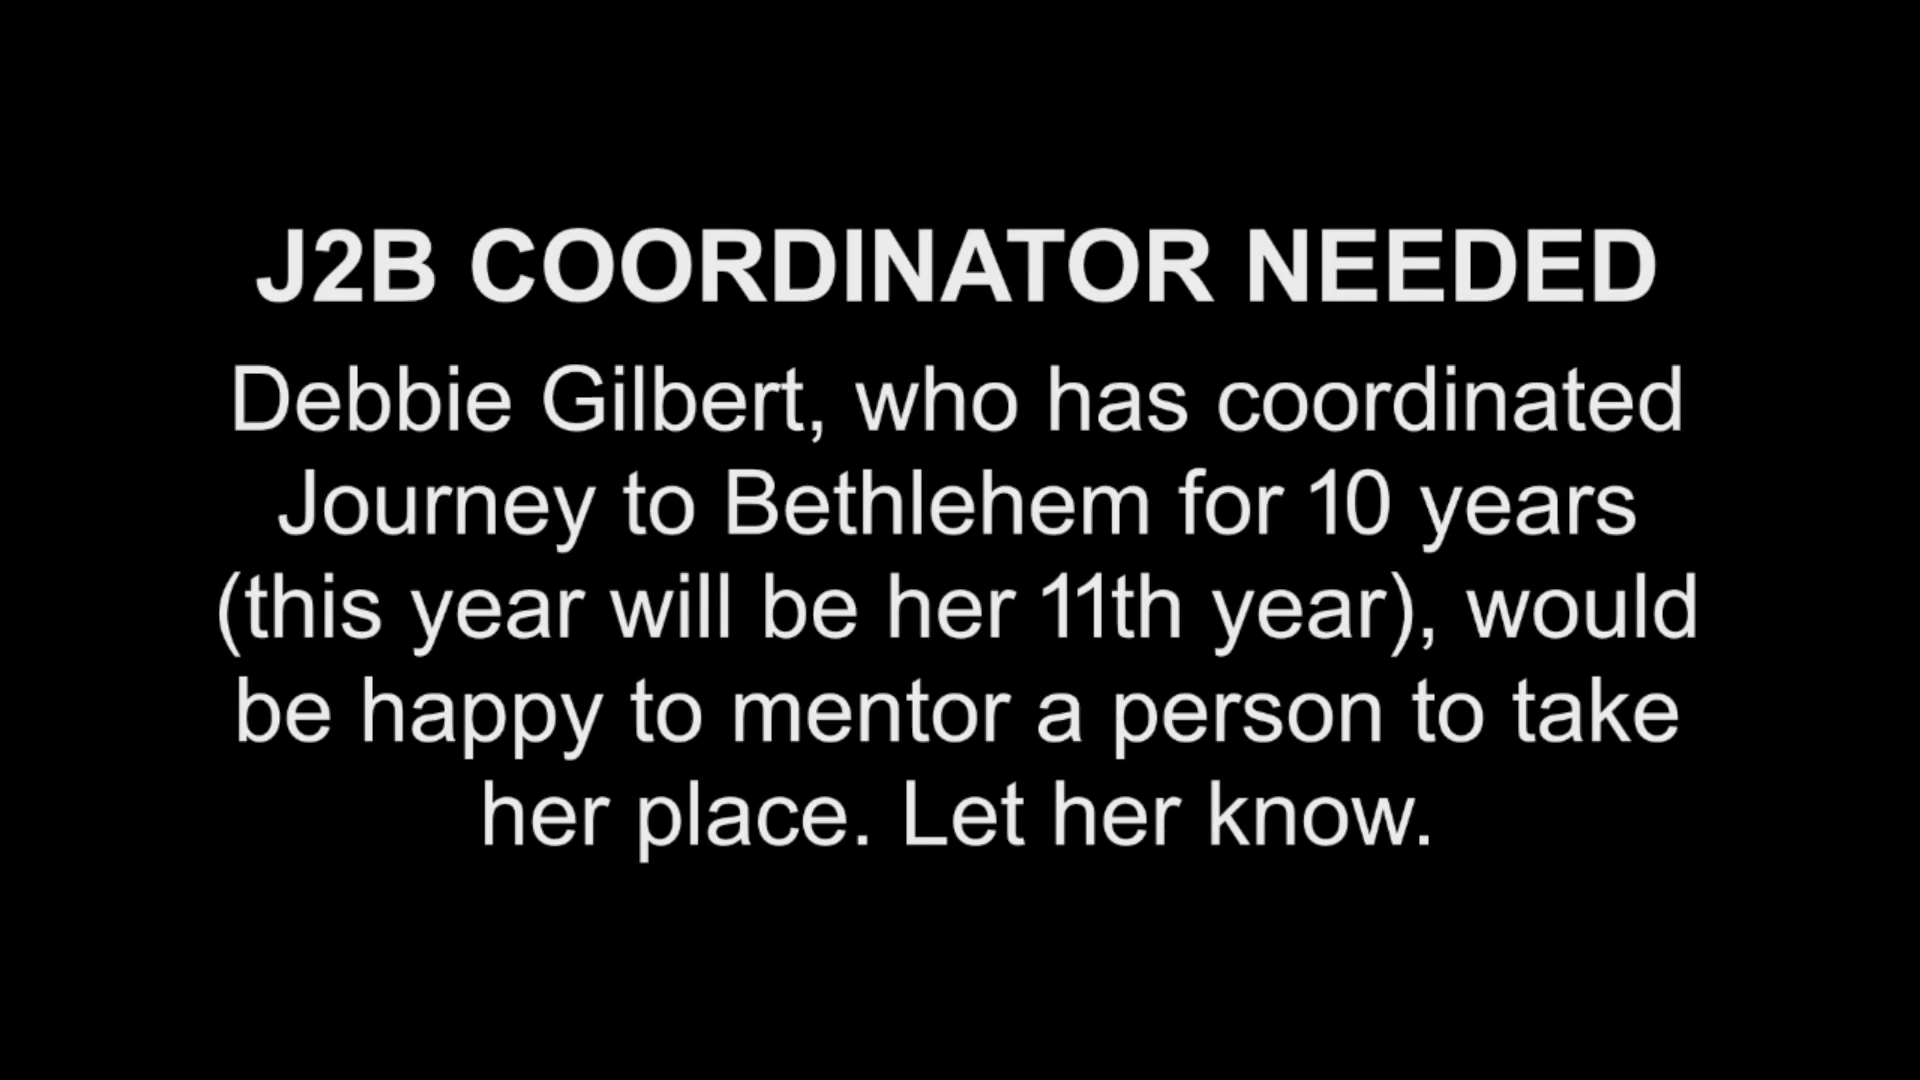 J2B COORDINATOR NEEDED
Debbie Gilbert, who has coordinated
Journey to Bethlehem for 10 years
(this year will be her 11th year), would
be happy to mentor a person to take
her place. Let her know.